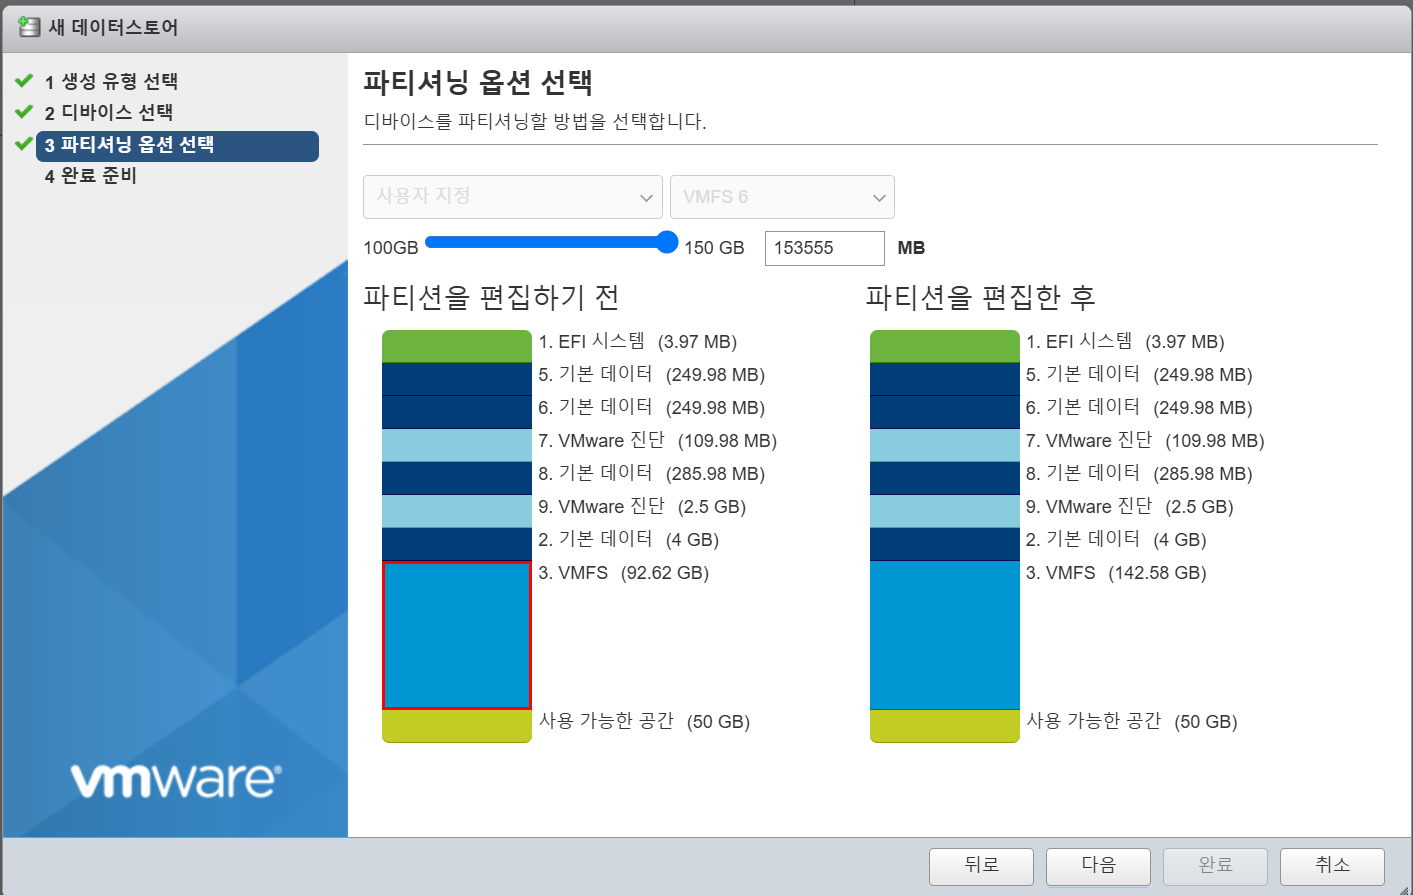 새 데이터스토어
1 생성 유형 선택
2 디바이스 선택
3 파티셔닝 옵션 선택
4 완료 준비
vmware®
파티셔닝 옵션 선택
디바이스를 파티셔닝할 방법을 선택합니다.
사용자 지정 VMFS 6
100GB 150 GB 153555 MB
파티션을 편집하기 전
1. EFI 시스템 (3.97 MB)
5. 기본 데이터 (249.98 MB)
6. 기본 데이터 (249.98 MB)
7. VMware 진단 (109.98 MB)
8. 기본 데이터 (285.98 MB)
9. VMware 진단 (2.5 GB)
2. 기본 데이터 (4 GB)
3. VMFS (92.62 GB)
사용 가능한 공간 (50 GB)
파티션을 편집한 후
1. EFI 시스템 (3.97 MB)
5. 기본 데이터 (249.98 MB)
6. 기본 데이터 (249.98 MB)
7. VMware 진단 (109.98 MB)
8. 기본 데이터 (285.98 MB)
9. VMware 진단 (2.5 GB)
2. 기본 데이터 (4 GB)
3. VMFS (142.58 GB)
사용 가능한 공간 (50 GB)
뒤로 다음 완료 취소